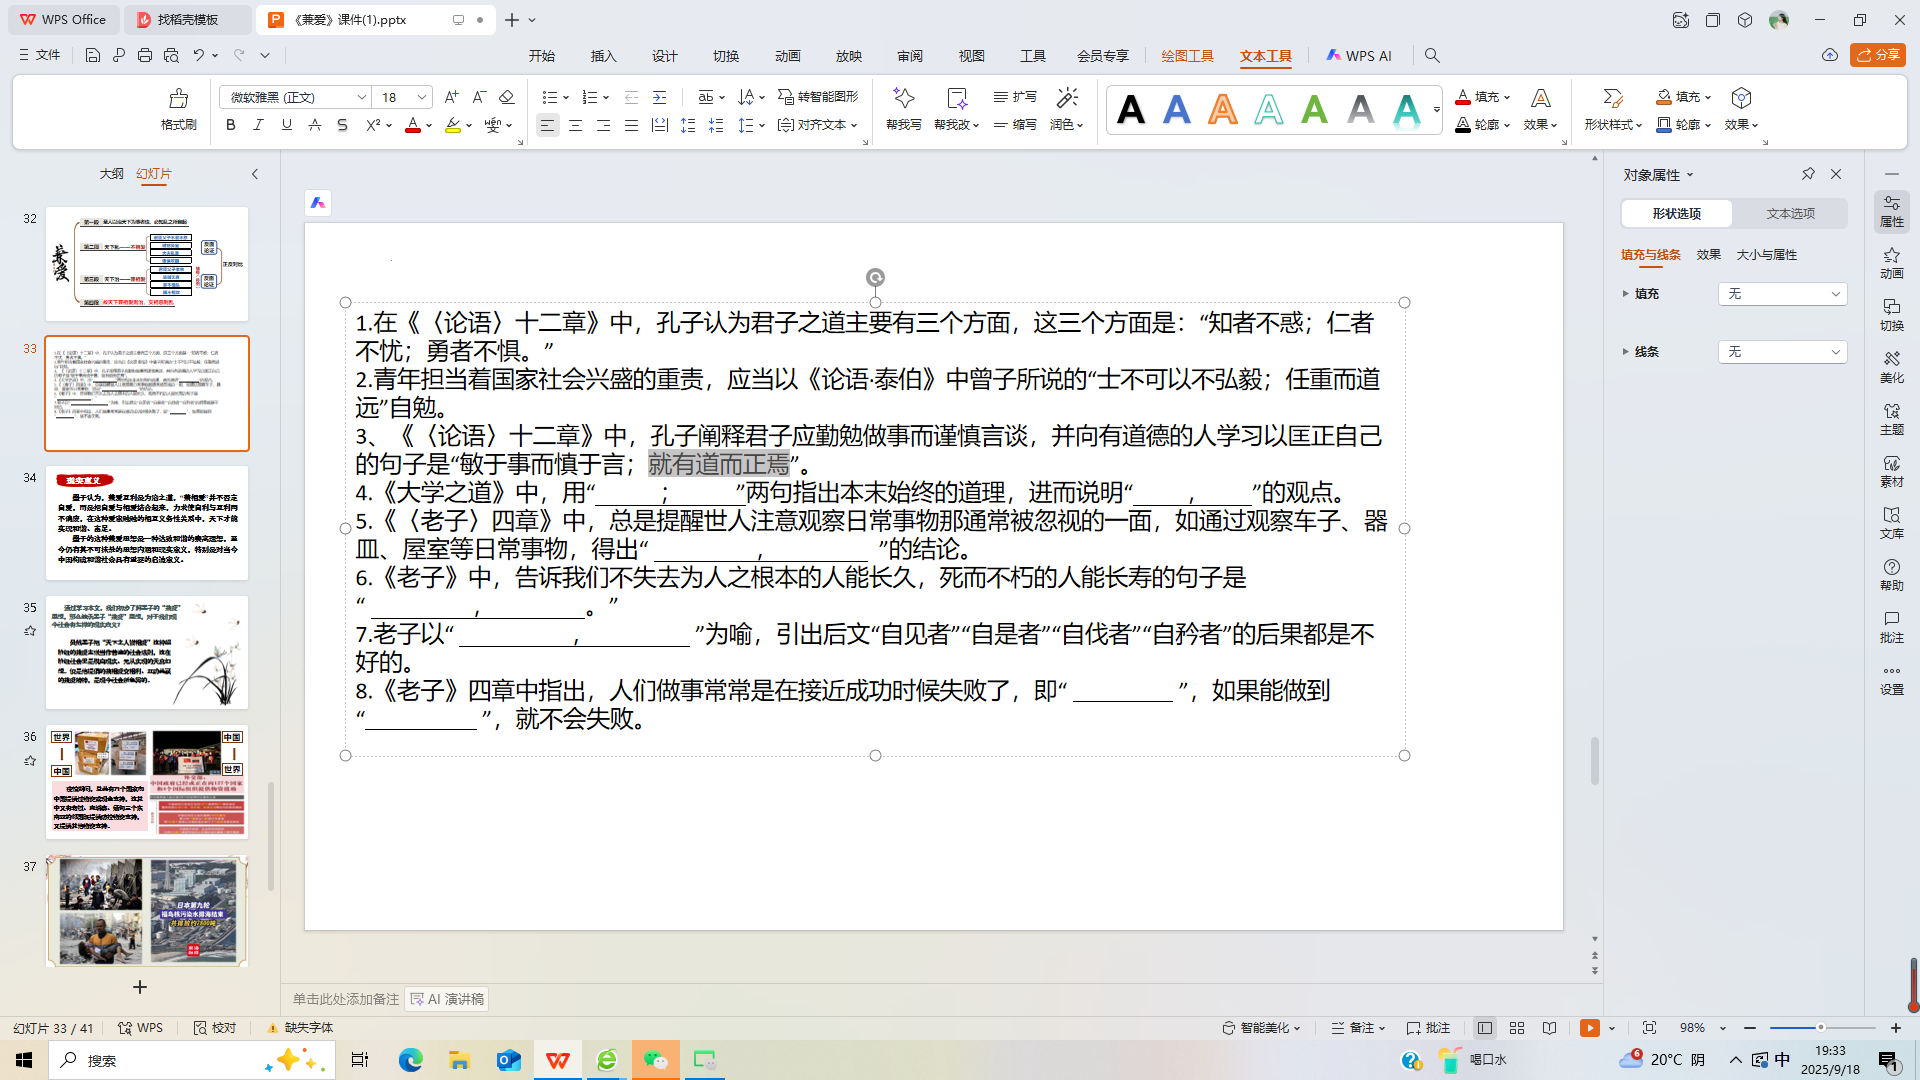 WPS Office
找稻壳模板
《兼爱》课件(1).pptx
文件
开始
插入
设计
切换
动画
放映
审阅
视图
工具
会员专享
绘图工具
文本工具
WPS AI
分享
格式刷
微软雅黑 (正文)
18
转智能图形
对齐文本
帮我写
帮我改
扩写
缩写
润色
填充
轮廓
效果
形状样式
填充
轮廓
效果
大纲
幻灯片
32
33
34
35
36
37
1.在《〈论语〉十二章》中，孔子认为君子之道主要有三个方面，这三个方面是：“知者不惑；仁者
不忧；勇者不惧。”
2.青年担当着国家社会兴盛的重责，应当以《论语·泰伯》中曾子所说的“士不可以不弘毅；任重而道
远”自勉。
3、《〈论语〉十二章》中，孔子阐释君子应勤勉做事而谨慎言谈，并向有道德的人学习以匡正自己
的句子是“敏于事而慎于言；就有道而正焉”。
4.《大学之道》中，用“_____；_____”两句指出本末始终的道理，进而说明“____，____”的观点。
5.《〈老子〉四章》中，总是提醒世人注意观察日常事物那通常被忽视的一面，如通过观察车子、器
皿、屋室等日常事物，得出“________，________”的结论。
6.《老子》中，告诉我们不失去为人之根本的人能长久，死而不朽的人能长寿的句子是
“________，________。”
7.老子以“_________，_________”为喻，引出后文“自见者”“自是者”“自伐者”“自矜者”的后果都是不
好的。
8.《老子》四章中指出，人们做事常常是在接近成功时候失败了，即“________”，如果能做到
“_________”，就不会失败。
对象属性
形状选项
文本选项
填充与线条
效果
大小与属性
填充
无
线条
无
属性
动画
切换
美化
主题
素材
文库
帮助
批注
设置
单击此处添加备注
AI 演讲稿
幻灯片 33 / 41
WPS
校对
缺失字体
智能美化
备注
批注
98%
搜索
喝口水
6
20°C 阴
中
19:33
2025/9/18
1